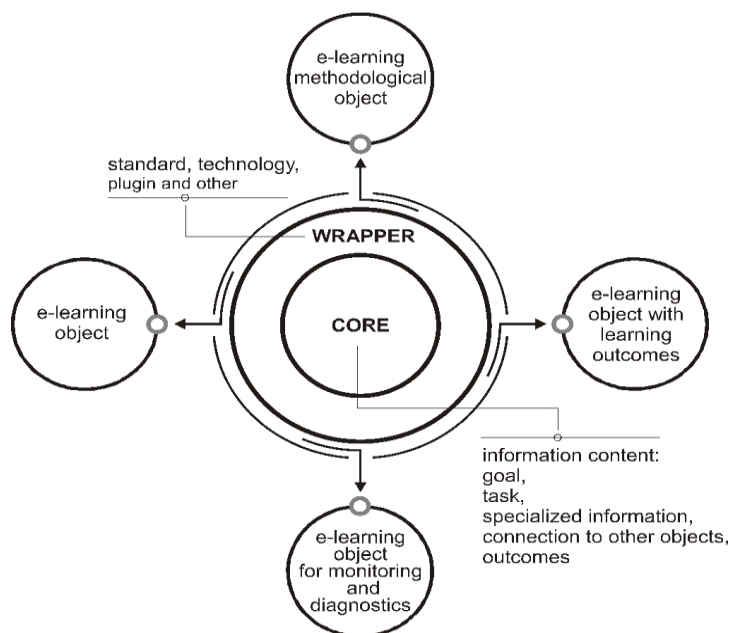 e-learning
methodological
object
standard, technology,
plugin and other
WRAPPER
e-learning
object
CORE
e-learning
object with
learning
outcomes
information content:
goal,
task,
specialized information,
connection to other objects,
outcomes
e-learning
object
for monitoring
and
diagnostics